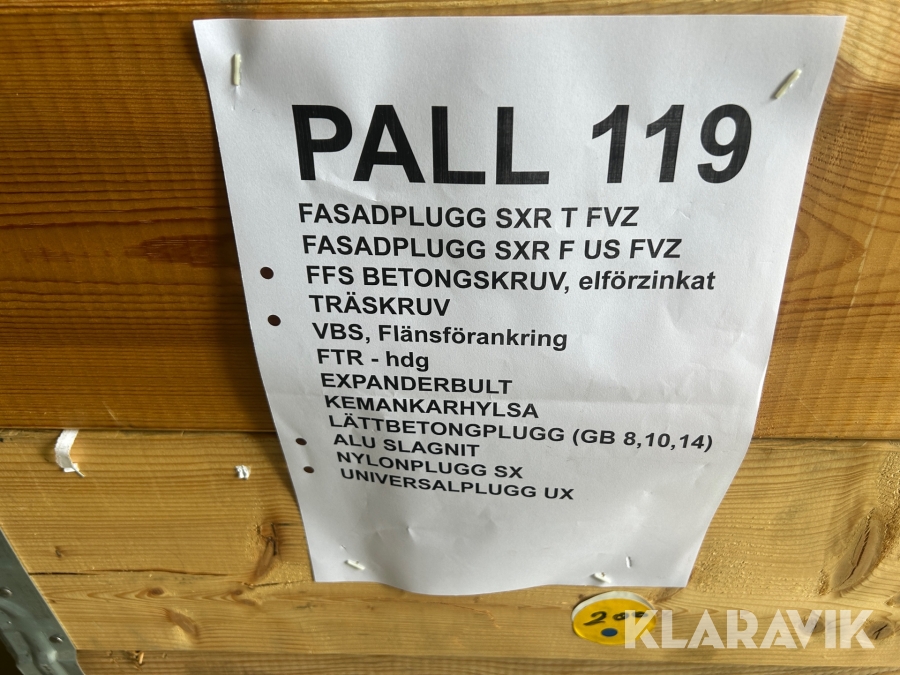 PALL 119
FASADPLUGG SXR T FVZ
FASADPLUGG SXR F US FVZ
FFS BETONGSKRUV, elförzinkat
TRÄSKRUV
VBS, Flänsförankring
FTR - hdg
EXPANDERBULT
KEMANKARHYLSA
LÄTTBETONGPLUGG (GB 8,10,14)
ALU SLAGNIT
NYLONPLUGG SX
UNIVERSALPLUGG UX
KLARAVIK